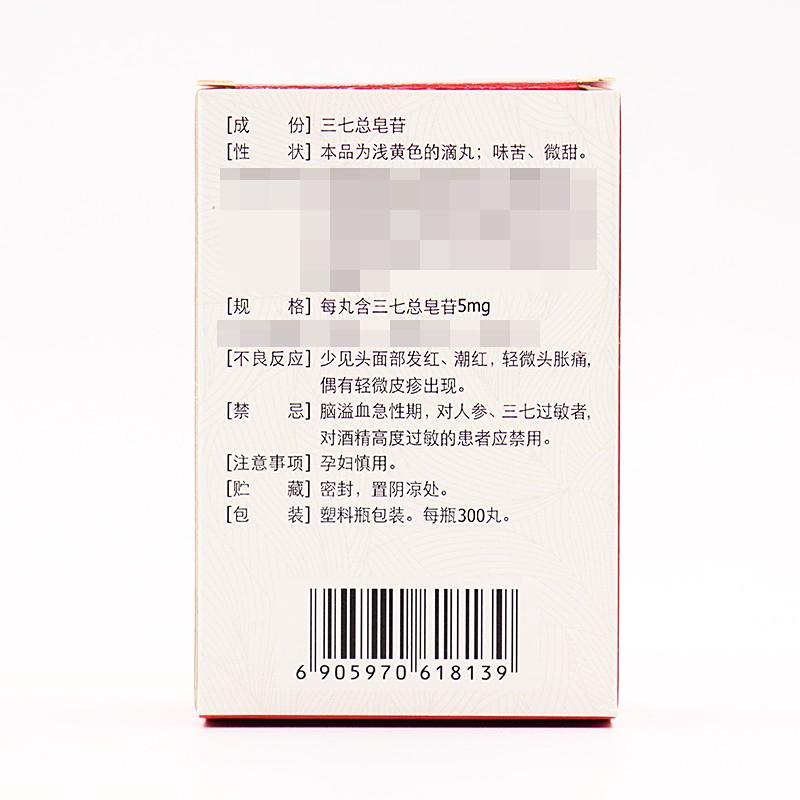 [成　份] 三七总皂苷
[性　状] 本品为浅黄色的滴丸；味苦、微甜。
[规　格] 每丸含三七总皂苷5mg
[不良反应] 少见头面部发红、潮红，轻微头胀痛，
偶有轻微皮疹出现。
[禁　忌] 脑溢血急性期，对人参、三七过敏者，
对酒精高度过敏的患者应禁用。
[注意事项] 孕妇慎用。
[贮　藏] 密封，置阴凉处。
[包　装] 塑料瓶包装。每瓶300丸。
6 905970 618139